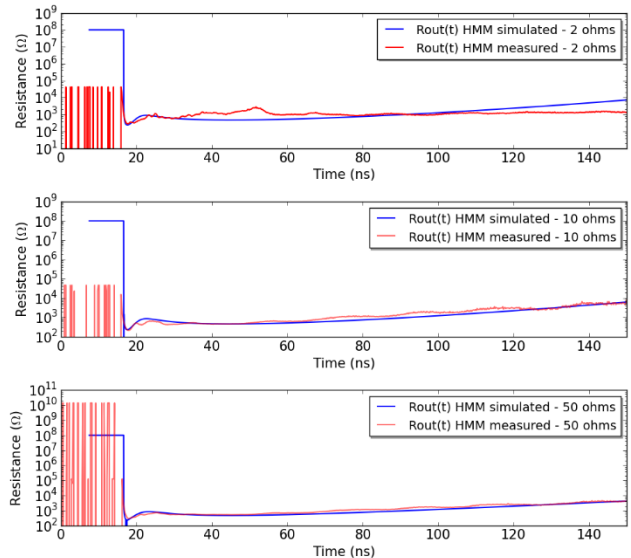 10⁹
10⁸
10⁷
10⁶
10⁵
10⁴
10³
10²
10¹
Resistance (Ω)
Rout(t) HMM simulated - 2 ohms
Rout(t) HMM measured - 2 ohms
0 20 40 60 80 100 120 140
Time (ns)
10⁹
10⁸
10⁷
10⁶
10⁵
10⁴
10³
10²
Resistance (Ω)
Rout(t) HMM simulated - 10 ohms
Rout(t) HMM measured - 10 ohms
0 20 40 60 80 100 120 140
Time (ns)
10¹¹
10¹⁰
10⁹
10⁸
10⁷
10⁶
10⁵
10⁴
10³
10²
Resistance (Ω)
Rout(t) HMM simulated - 50 ohms
Rout(t) HMM measured - 50 ohms
0 20 40 60 80 100 120 140
Time (ns)